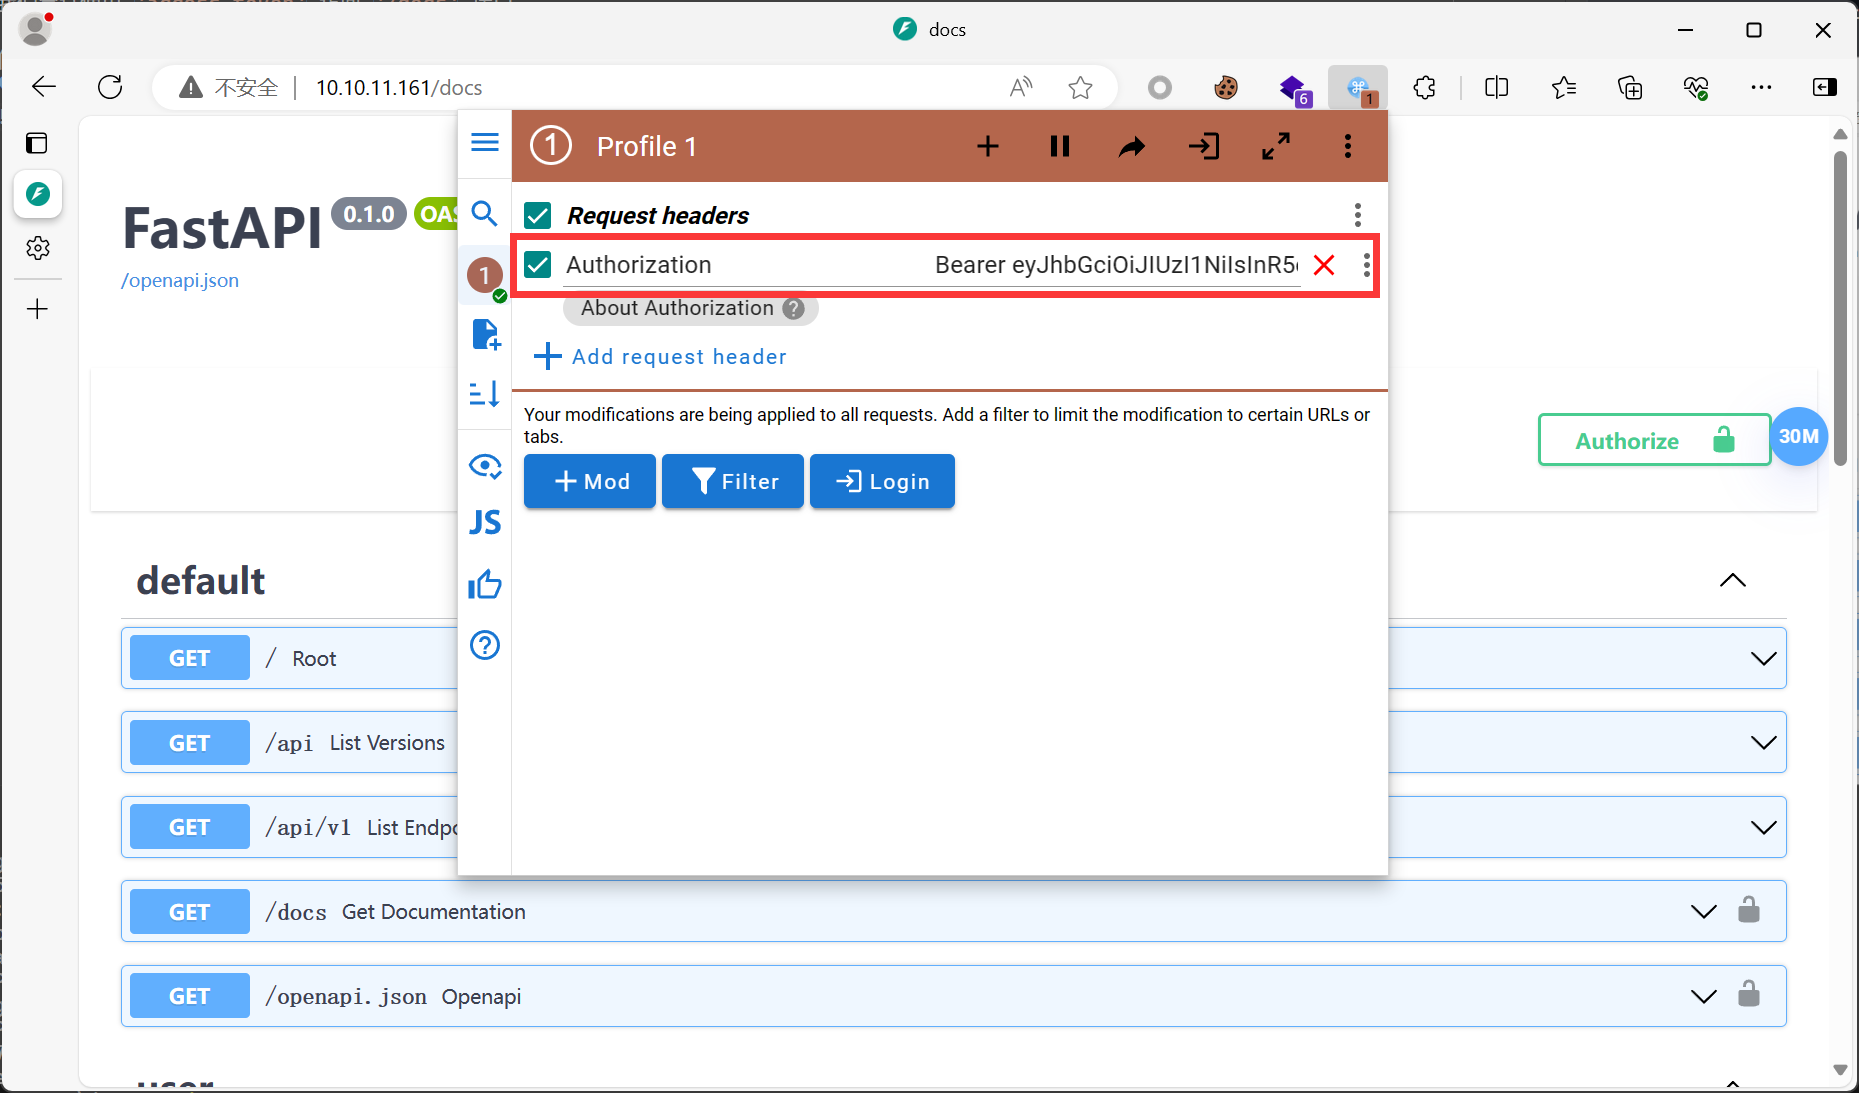 docs
不安全 10.10.11.161/docs
6
1
1 Profile 1
FastAPI 0.1.0 OAS
/openapi.json
Request headers
1
Authorization Bearer eyJhbGciOiJIUzI1NiIsInR5
About Authorization ?
Add request header
Your modifications are being applied to all requests. Add a filter to limit the modification to certain URLs or
tabs.
+ Mod Filter Login
JS
Authorize
30M
default
GET / Root
GET /api List Versions
GET /api/v1 List Endpo
GET /docs Get Documentation
GET /openapi.json Openapi
user